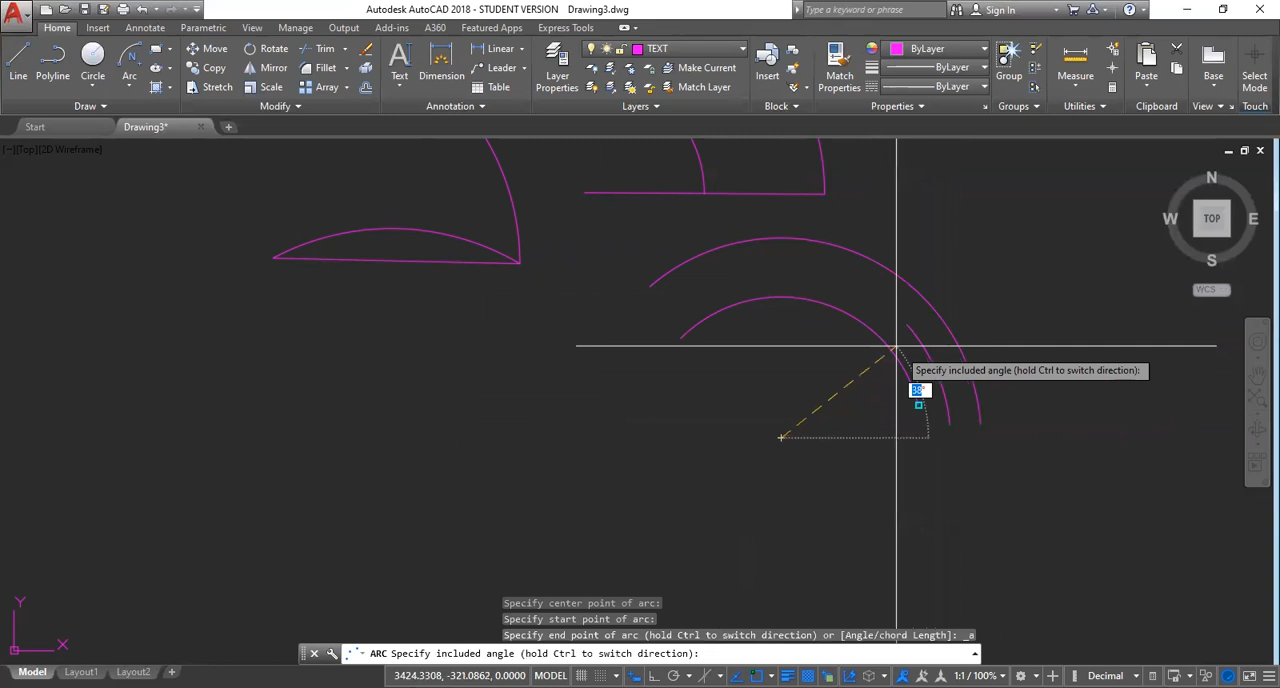 Autodesk AutoCAD 2018 - STUDENT VERSION Drawing3.dwg
Type a keyword or phrase
Sign In
Home Insert Annotate Parametric View Manage Output Add-ins A360 Featured Apps Express Tools
Move Rotate Trim Linear TEXT ByLayer
Line Polyline Circle Arc Copy Mirror Fillet Text Dimension Leader Layer Properties Make Current Insert Match Properties ByLayer Group Measure Paste Base Select Mode
Stretch Scale Array Table Match Layer ByLayer
Draw Modify Annotation Layers Block Properties Groups Utilities Clipboard View Touch
Start Drawing3*
[−][Top][2D Wireframe]
N
W TOP E
S
WCS
Specify included angle (hold Ctrl to switch direction):
Y
X
Specify center point of arc:
Specify start point of arc:
Specify end point of arc (hold Ctrl to switch direction) or [Angle/chord Length]: _a
ARC Specify included angle (hold Ctrl to switch direction):
Model Layout1 Layout2 +
3424.3308, -321.0862, 0.0000 MODEL 1:1 / 100% Decimal